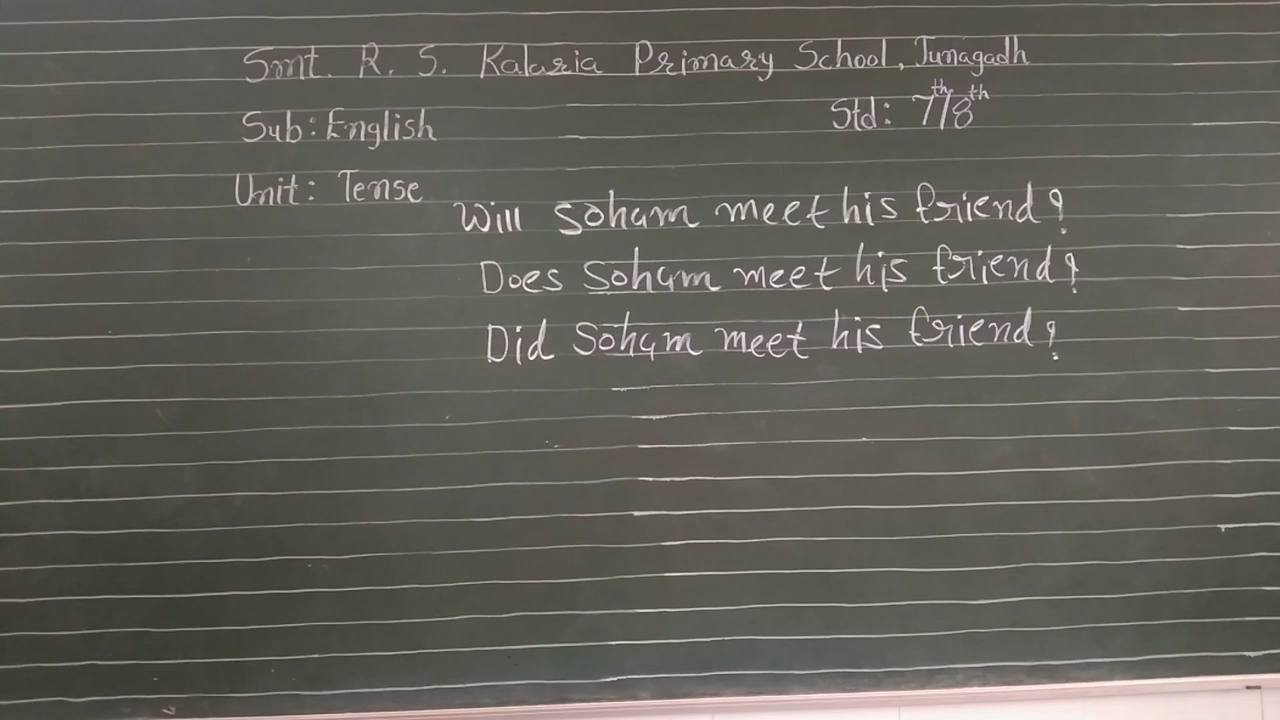 Smt. R. S. Kalaria Primary School, Junagadh
Sub: English Std: 7th/8th
Unit: Tense
Will Soham meet his friend?
Does Soham meet his friend?
Did Soham meet his friend?